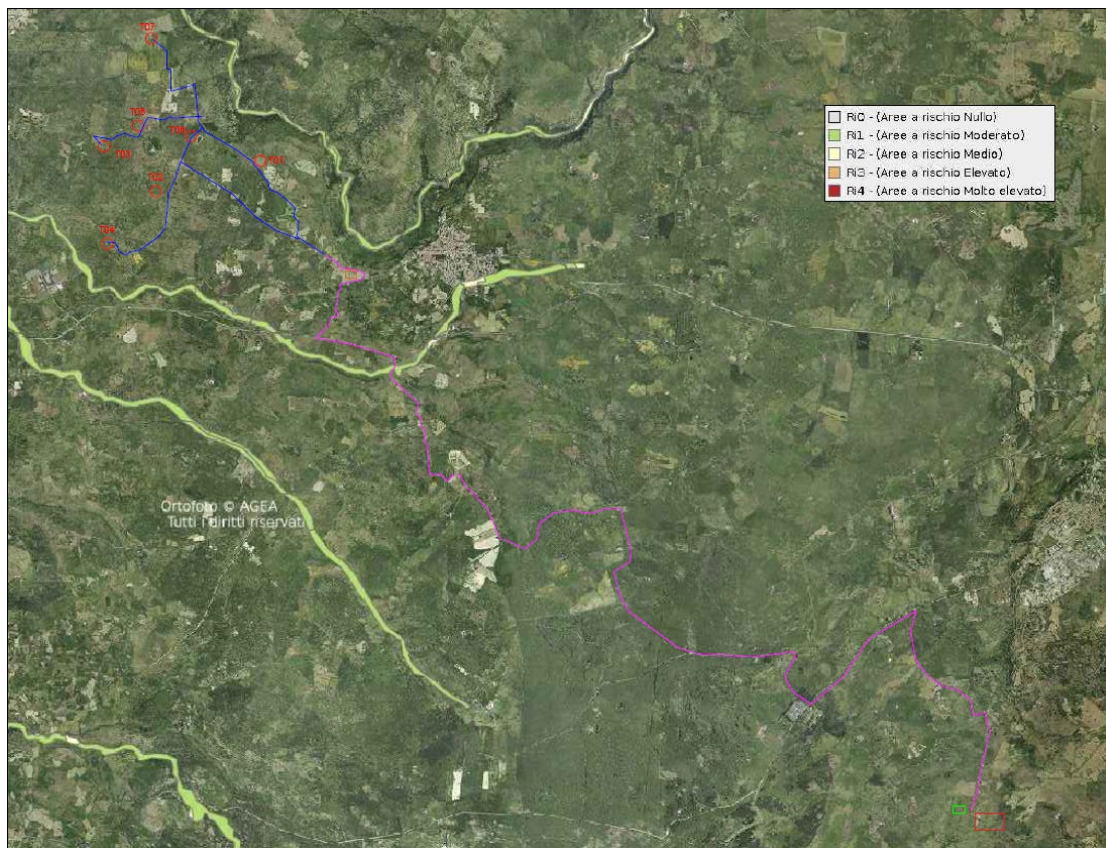 T07
Ri0 - (Aree a rischio Nullo)
Ri1 - (Aree a rischio Moderato)
Ri2 - (Aree a rischio Medio)
Ri3 - (Aree a rischio Elevato)
Ri4 - (Aree a rischio Molto elevato)
Ortofoto © AGEA
Tutti i diritti riservati